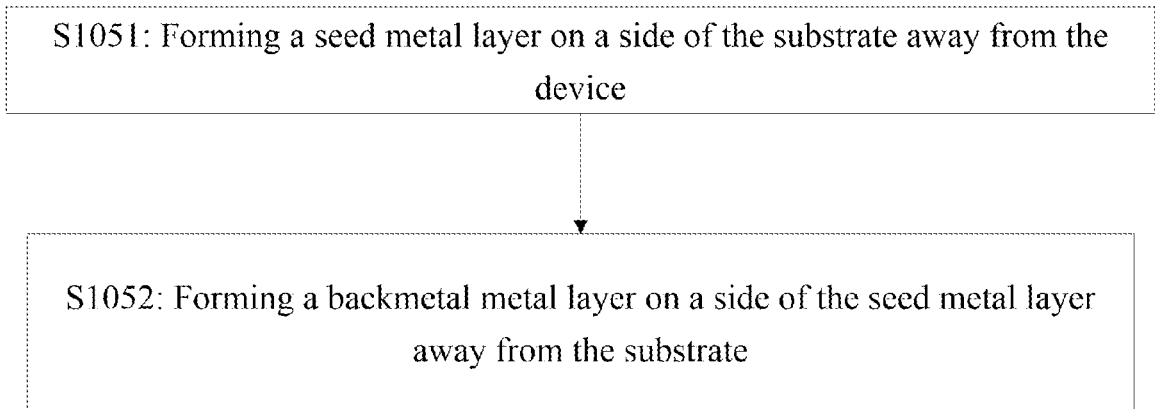 S1051: Forming a seed metal layer on a side of the substrate away from the
device
S1052: Forming a backmetal metal layer on a side of the seed metal layer
away from the substrate